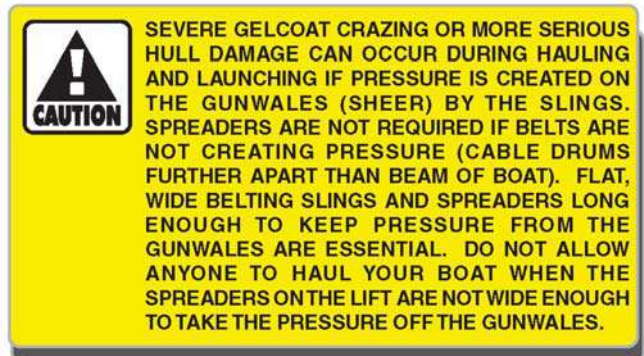 CAUTION
SEVERE GELCOAT CRAZING OR MORE SERIOUS
HULL DAMAGE CAN OCCUR DURING HAULING
AND LAUNCHING IF PRESSURE IS CREATED ON
THE GUNWALES (SHEER) BY THE SLINGS.
SPREADERS ARE NOT REQUIRED IF BELTS ARE
NOT CREATING PRESSURE (CABLE DRUMS
FURTHER APART THAN BEAM OF BOAT). FLAT,
WIDE BELTING SLINGS AND SPREADERS LONG
ENOUGH TO KEEP PRESSURE FROM THE
GUNWALES ARE ESSENTIAL. DO NOT ALLOW
ANYONE TO HAUL YOUR BOAT WHEN THE
SPREADERS ON THE LIFT ARE NOT WIDE ENOUGH
TO TAKE THE PRESSURE OFF THE GUNWALES.